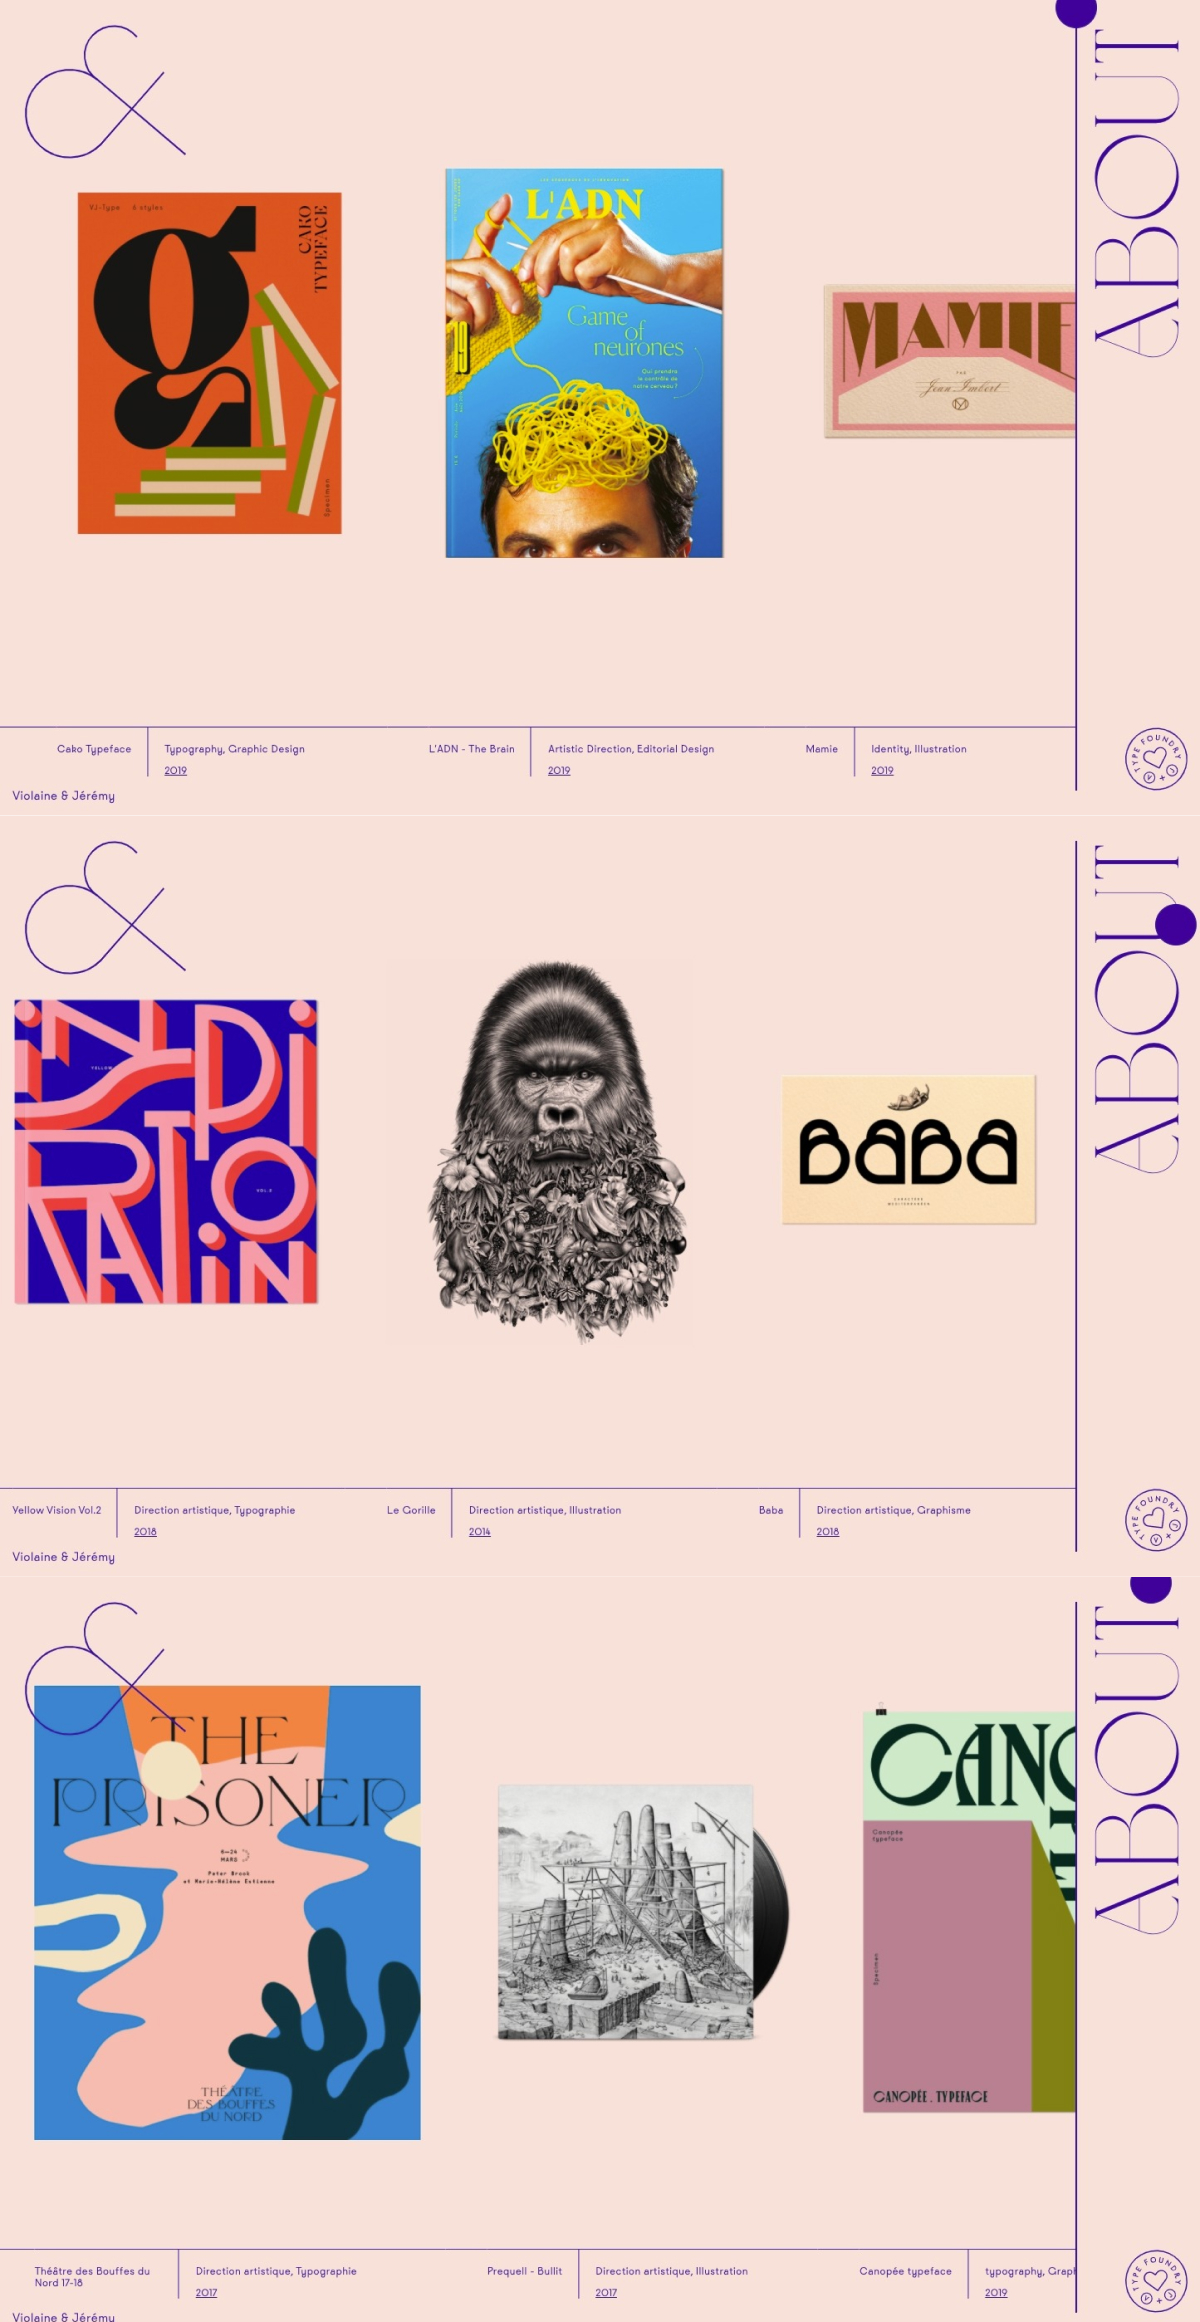 &
VJ-Type 6 styles
CAKO
TYPEFACE
g
Specimen
L'ADN
19
Game
of
neurones
Qui prendra
le contrôle de
notre cerveau ?
MAMIE
PAR
Jean Imbert
ABOUT
Cako Typeface
Typography, Graphic Design
2019
L'ADN - The Brain
Artistic Direction, Editorial Design
2019
Mamie
Identity, Illustration
2019
TYPE FOUNDRY
Violaine & Jérémy
&
YELLOW
VOL.2
BaBa
CARACTÈRE
MÉDITERRANÉEN
ABOUT
Yellow Vision Vol.2
Direction artistique, Typographie
2018
Le Gorille
Direction artistique, Illustration
2014
Baba
Direction artistique, Graphisme
2018
TYPE FOUNDRY
Violaine & Jérémy
&
THE
PRISONER
6—24
MARS
Peter Brook
et Marie-Hélène Estienne
THÉÂTRE
DES BOUFFES
DU NORD
CANO
Canopée
typeface
Specimen
CANOPÉE . TYPEFACE
ABOUT
Théâtre des Bouffes du
Nord 17-18
Direction artistique, Typographie
2017
Prequell - Bullit
Direction artistique, Illustration
2017
Canopée typeface
typography, Graph
2019
TYPE FOUNDRY
Violaine & Jérémy